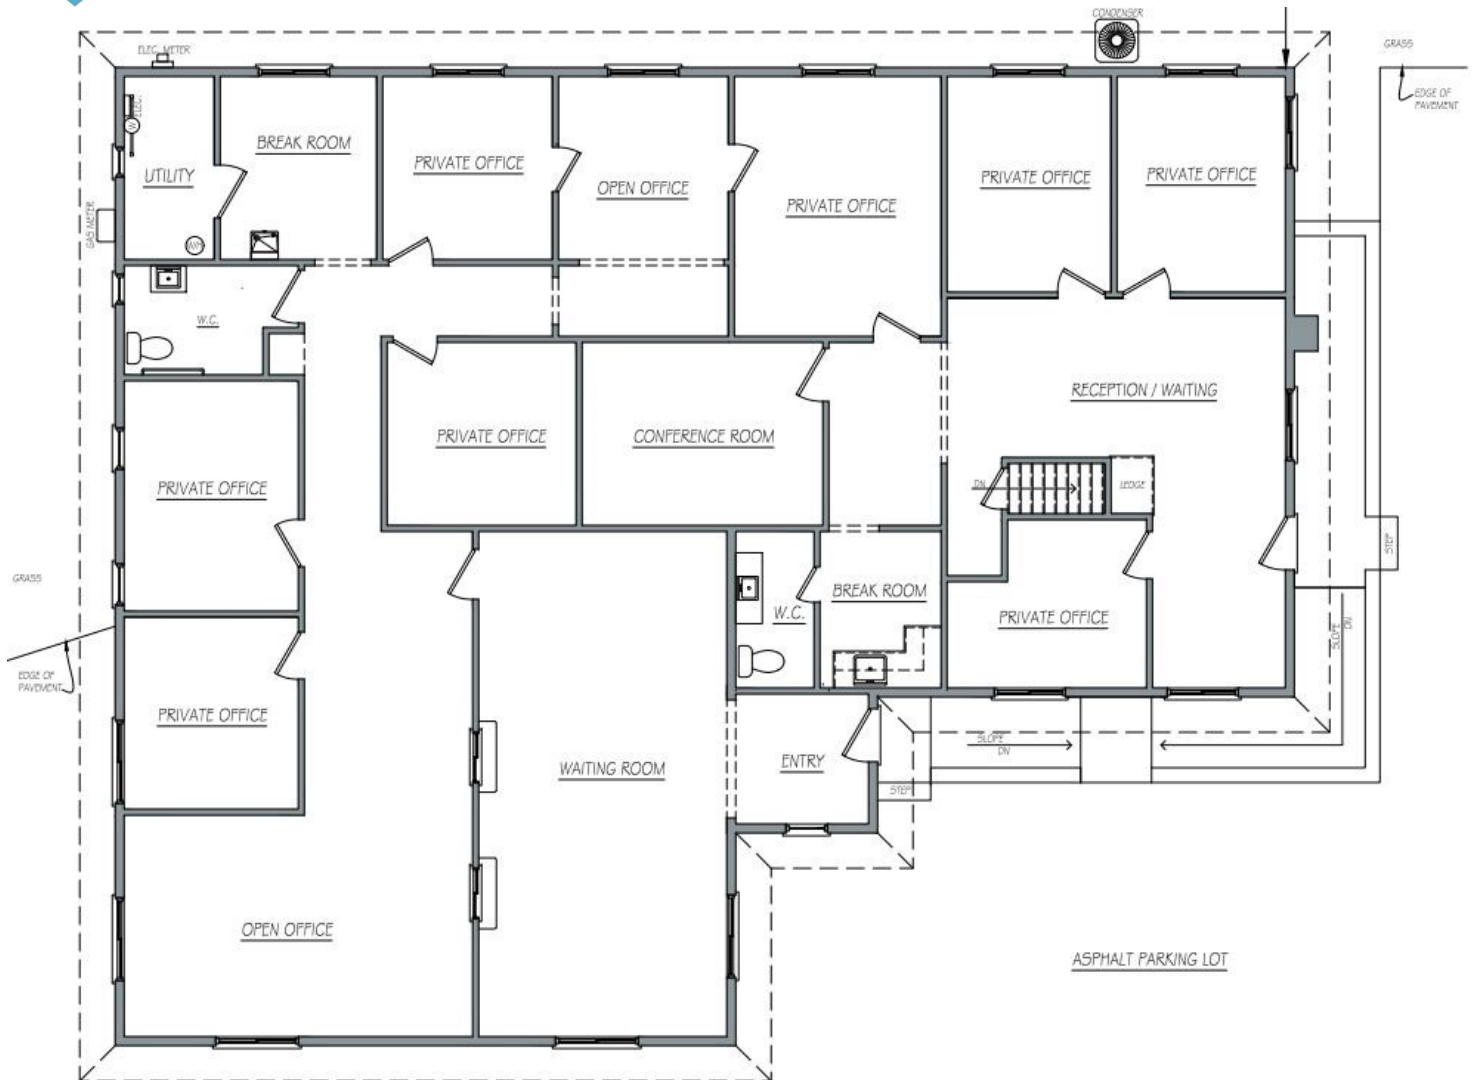 CONDENSER
GRASS
ELEC. METER
EDGE OF
PAVEMENT
ELEC.
W
BREAK ROOM
PRIVATE OFFICE
UTILITY
OPEN OFFICE
PRIVATE OFFICE
PRIVATE OFFICE
PRIVATE OFFICE
GAS METER
W.C.
RECEPTION / WAITING
PRIVATE OFFICE
CONFERENCE ROOM
PRIVATE OFFICE
DN
LEDGE
STEP
GRASS
BREAK ROOM
W.C.
PRIVATE OFFICE
SLOPE
DN
EDGE OF
PAVEMENT
PRIVATE OFFICE
SLOPE
DN
ENTRY
WAITING ROOM
STEP
OPEN OFFICE
ASPHALT PARKING LOT